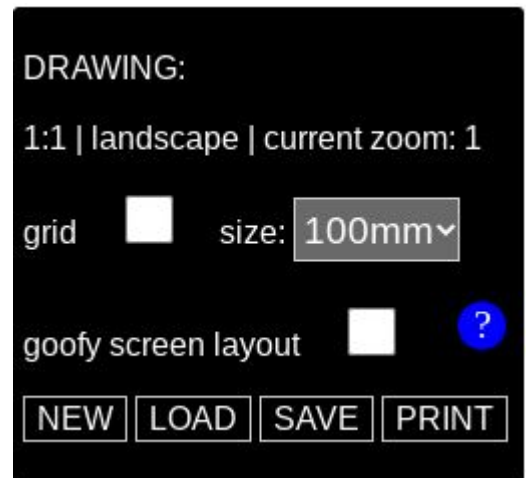 DRAWING:
1:1 | landscape | current zoom: 1
grid size: 100mm
goofy screen layout ?
NEW LOAD SAVE PRINT